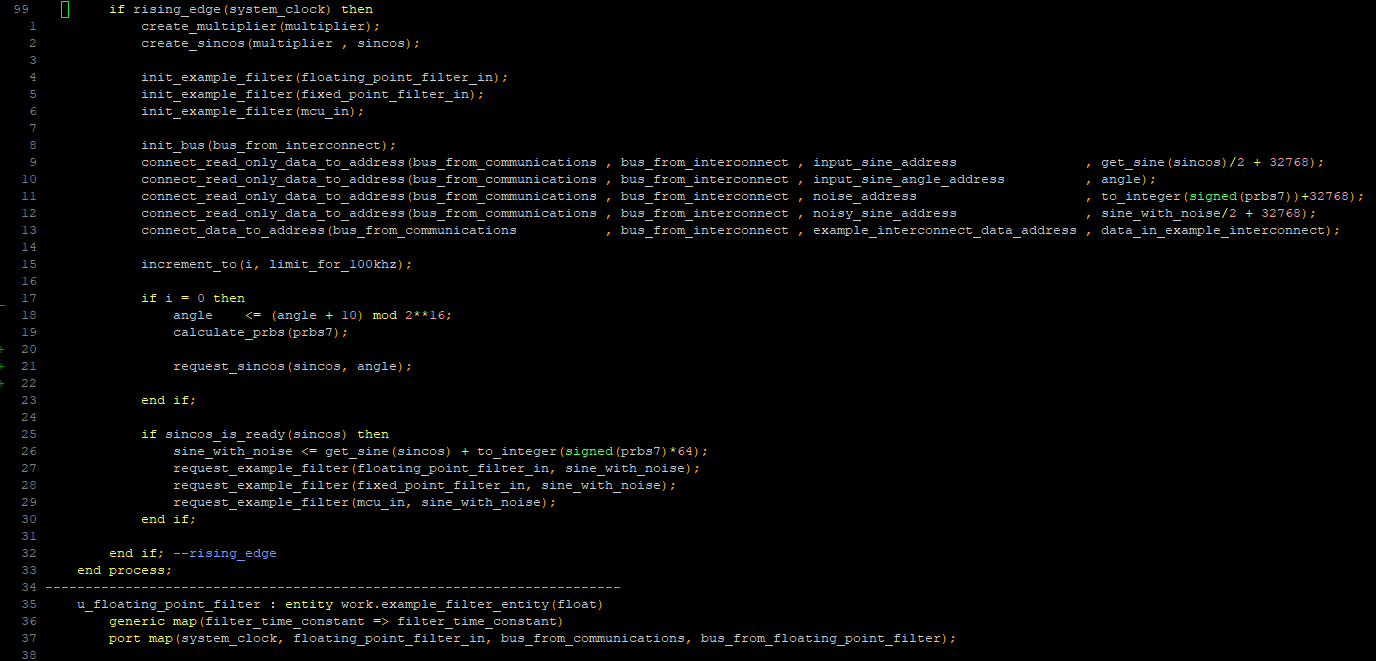 99 if rising_edge(system_clock) then
1 create_multiplier(multiplier);
2 create_sincos(multiplier , sincos);
3
4 init_example_filter(floating_point_filter_in);
5 init_example_filter(fixed_point_filter_in);
6 init_example_filter(mcu_in);
7
8 init_bus(bus_from_interconnect);
9 connect_read_only_data_to_address(bus_from_communications , bus_from_interconnect , input_sine_address , get_sine(sincos)/2 + 32768);
10 connect_read_only_data_to_address(bus_from_communications , bus_from_interconnect , input_sine_angle_address , angle);
11 connect_read_only_data_to_address(bus_from_communications , bus_from_interconnect , noise_address , to_integer(signed(prbs7))+32768);
12 connect_read_only_data_to_address(bus_from_communications , bus_from_interconnect , noisy_sine_address , sine_with_noise/2 + 32768);
13 connect_data_to_address(bus_from_communications , bus_from_interconnect , example_interconnect_data_address , data_in_example_interconnect);
14
15 increment_to(i, limit_for_100khz);
16
_ 17 if i = 0 then
18 angle <= (angle + 10) mod 2**16;
19 calculate_prbs(prbs7);
+ 20
+ 21 request_sincos(sincos, angle);
+ 22
23 end if;
24
25 if sincos_is_ready(sincos) then
26 sine_with_noise <= get_sine(sincos) + to_integer(signed(prbs7)*64);
27 request_example_filter(floating_point_filter_in, sine_with_noise);
28 request_example_filter(fixed_point_filter_in, sine_with_noise);
29 request_example_filter(mcu_in, sine_with_noise);
30 end if;
31
32 end if; --rising_edge
33 end process;
34 ------------------------------------------------------------------------
35 u_floating_point_filter : entity work.example_filter_entity(float)
36 generic map(filter_time_constant => filter_time_constant)
37 port map(system_clock, floating_point_filter_in, bus_from_communications, bus_from_floating_point_filter);
38